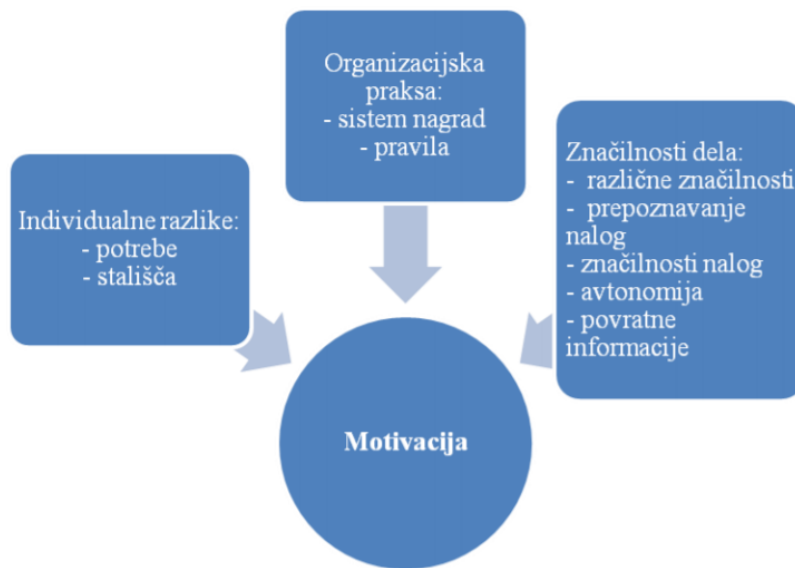 Organizacijska
praksa:
- sistem nagrad
- pravila
Individualne razlike:
- potrebe
- stališča
Značilnosti dela:
- različne značilnosti
- prepoznavanje
nalog
- značilnosti nalog
- avtonomija
- povratne
informacije
Motivacija